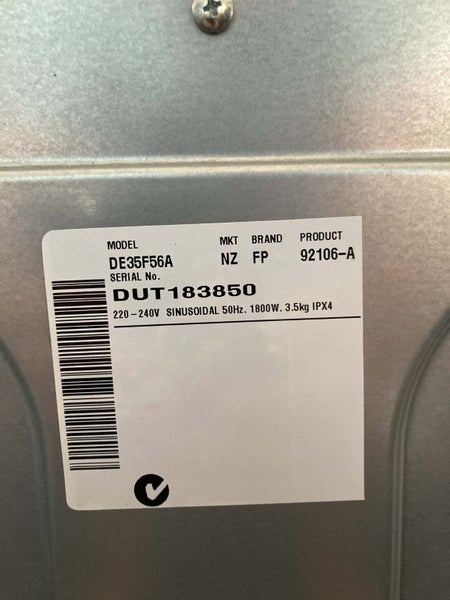 MODEL MKT BRAND PRODUCT
DE35F56A NZ FP 92106-A
SERIAL No.
DUT183850
220-240V SINUSOIDAL 50Hz. 1800W. 3.5kg IPX4